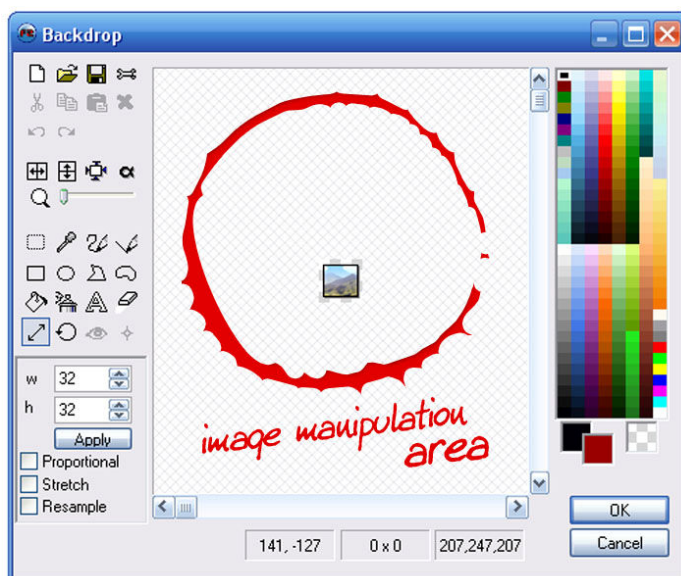 Backdrop
w 32
h 32
Apply
Proportional
Stretch
Resample
image manipulation
area
141,-127
0 x 0
207,247,207
OK
Cancel